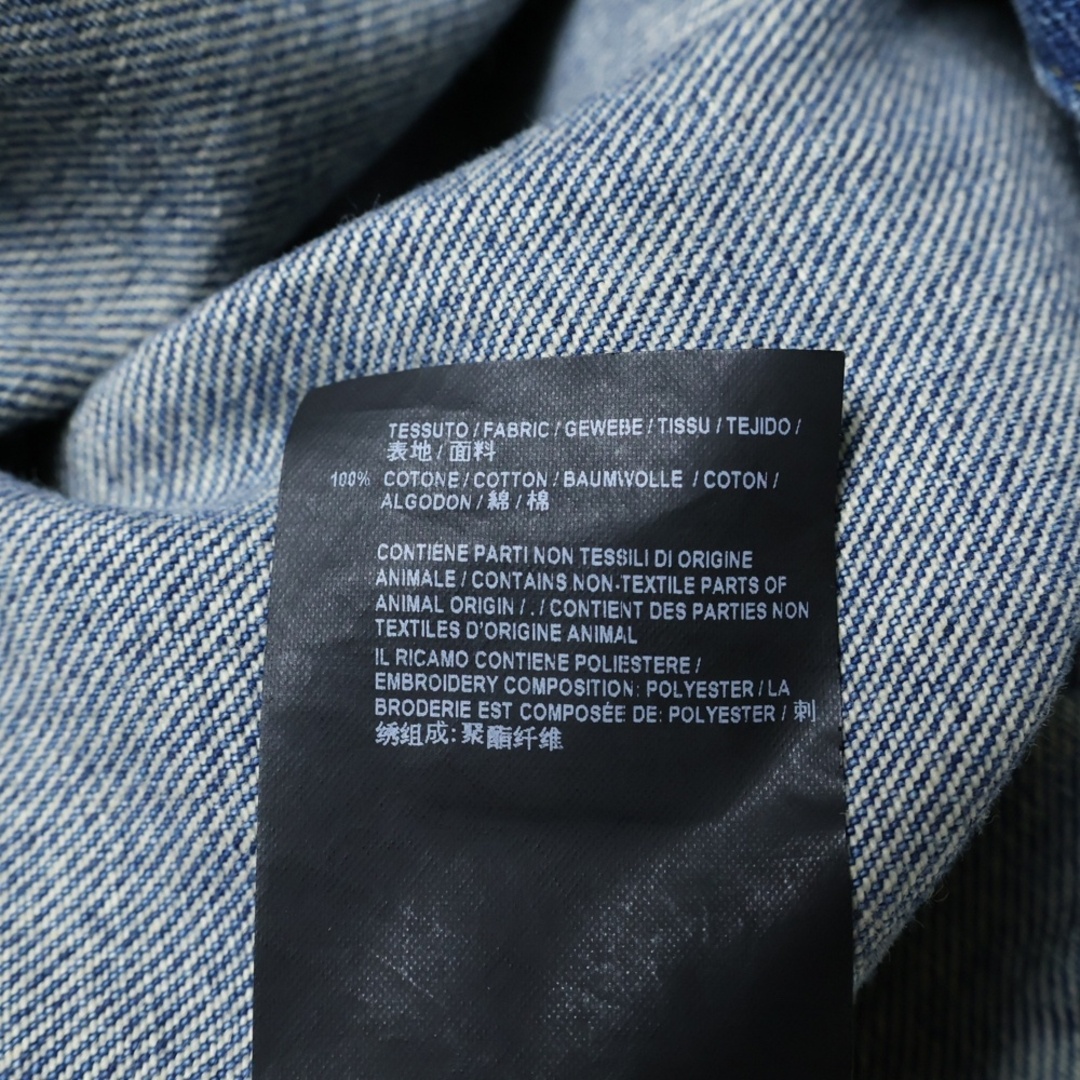 TESSUTO / FABRIC / GEWEBE / TISSU / TEJIDO /
表地 / 面料
100% COTONE / COTTON / BAUMWOLLE / COTON /
ALGODON / 綿 / 棉
CONTIENE PARTI NON TESSILI DI ORIGINE
ANIMALE / CONTAINS NON-TEXTILE PARTS OF
ANIMAL ORIGIN / . / CONTIENT DES PARTIES NON
TEXTILES D'ORIGINE ANIMAL
IL RICAMO CONTIENE POLIESTERE /
EMBROIDERY COMPOSITION: POLYESTER / LA
BRODERIE EST COMPOSÉE DE: POLYESTER / 刺
绣组成: 聚酯纤维